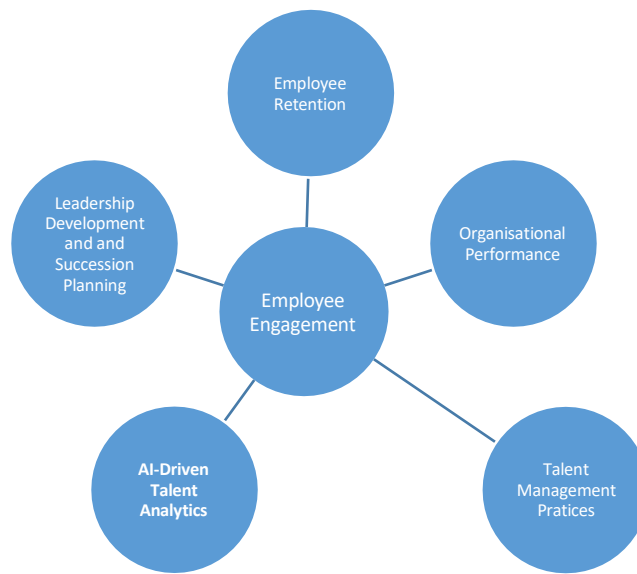 Employee
Retention
Leadership
Development
and and
Succession
Planning
Organisational
Performance
Employee
Engagement
AI-Driven
Talent
Analytics
Talent
Management
Pratices